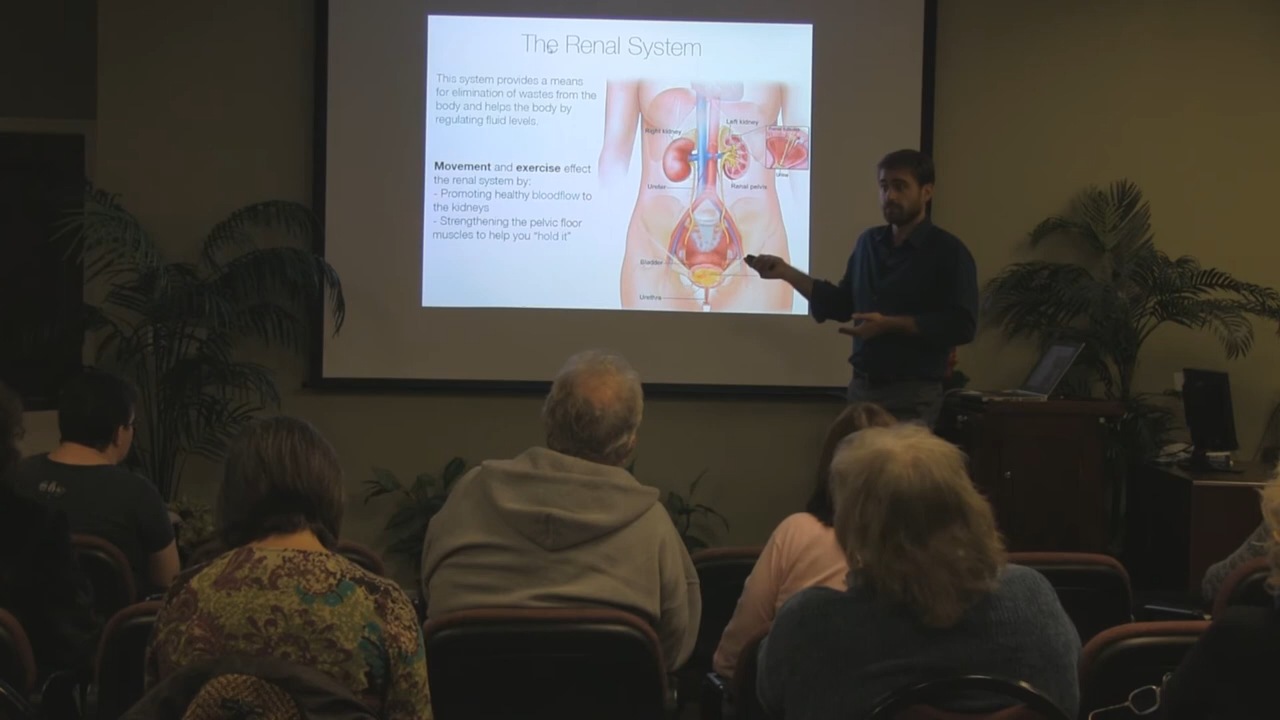 The Renal System
This system provides a means
for elimination of wastes from the
body and helps the body by
regulating fluid levels.
Movement and exercise effect
the renal system by:
- Promoting healthy bloodflow to
the kidneys
- Strengthening the pelvic floor
muscles to help you “hold it”
Left kidney
Right kidney
Renal pelvis
Bladder
Urethra